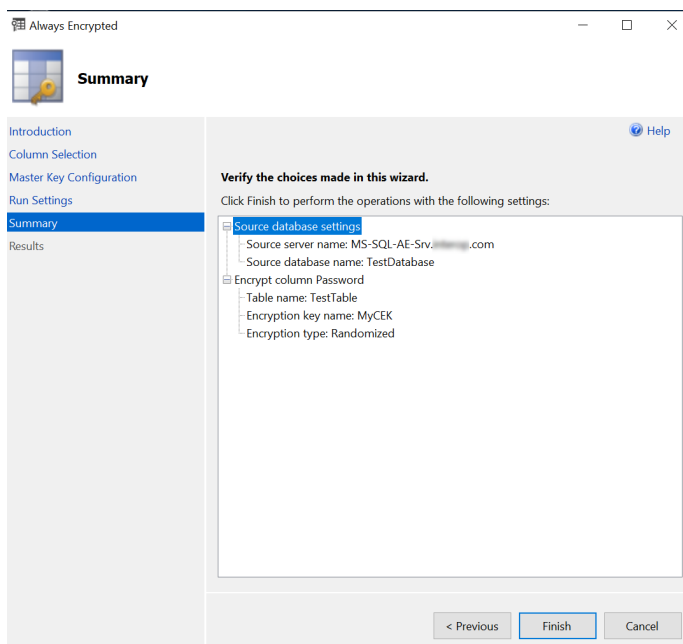 Always Encrypted
Summary
Help
Introduction
Column Selection
Master Key Configuration
Run Settings
Summary
Results
Verify the choices made in this wizard.
Click Finish to perform the operations with the following settings:
Source database settings
Source server name: MS-SQL-AE-Srv. .com
Source database name: TestDatabase
Encrypt column Password
Table name: TestTable
Encryption key name: MyCEK
Encryption type: Randomized
< Previous
Finish
Cancel